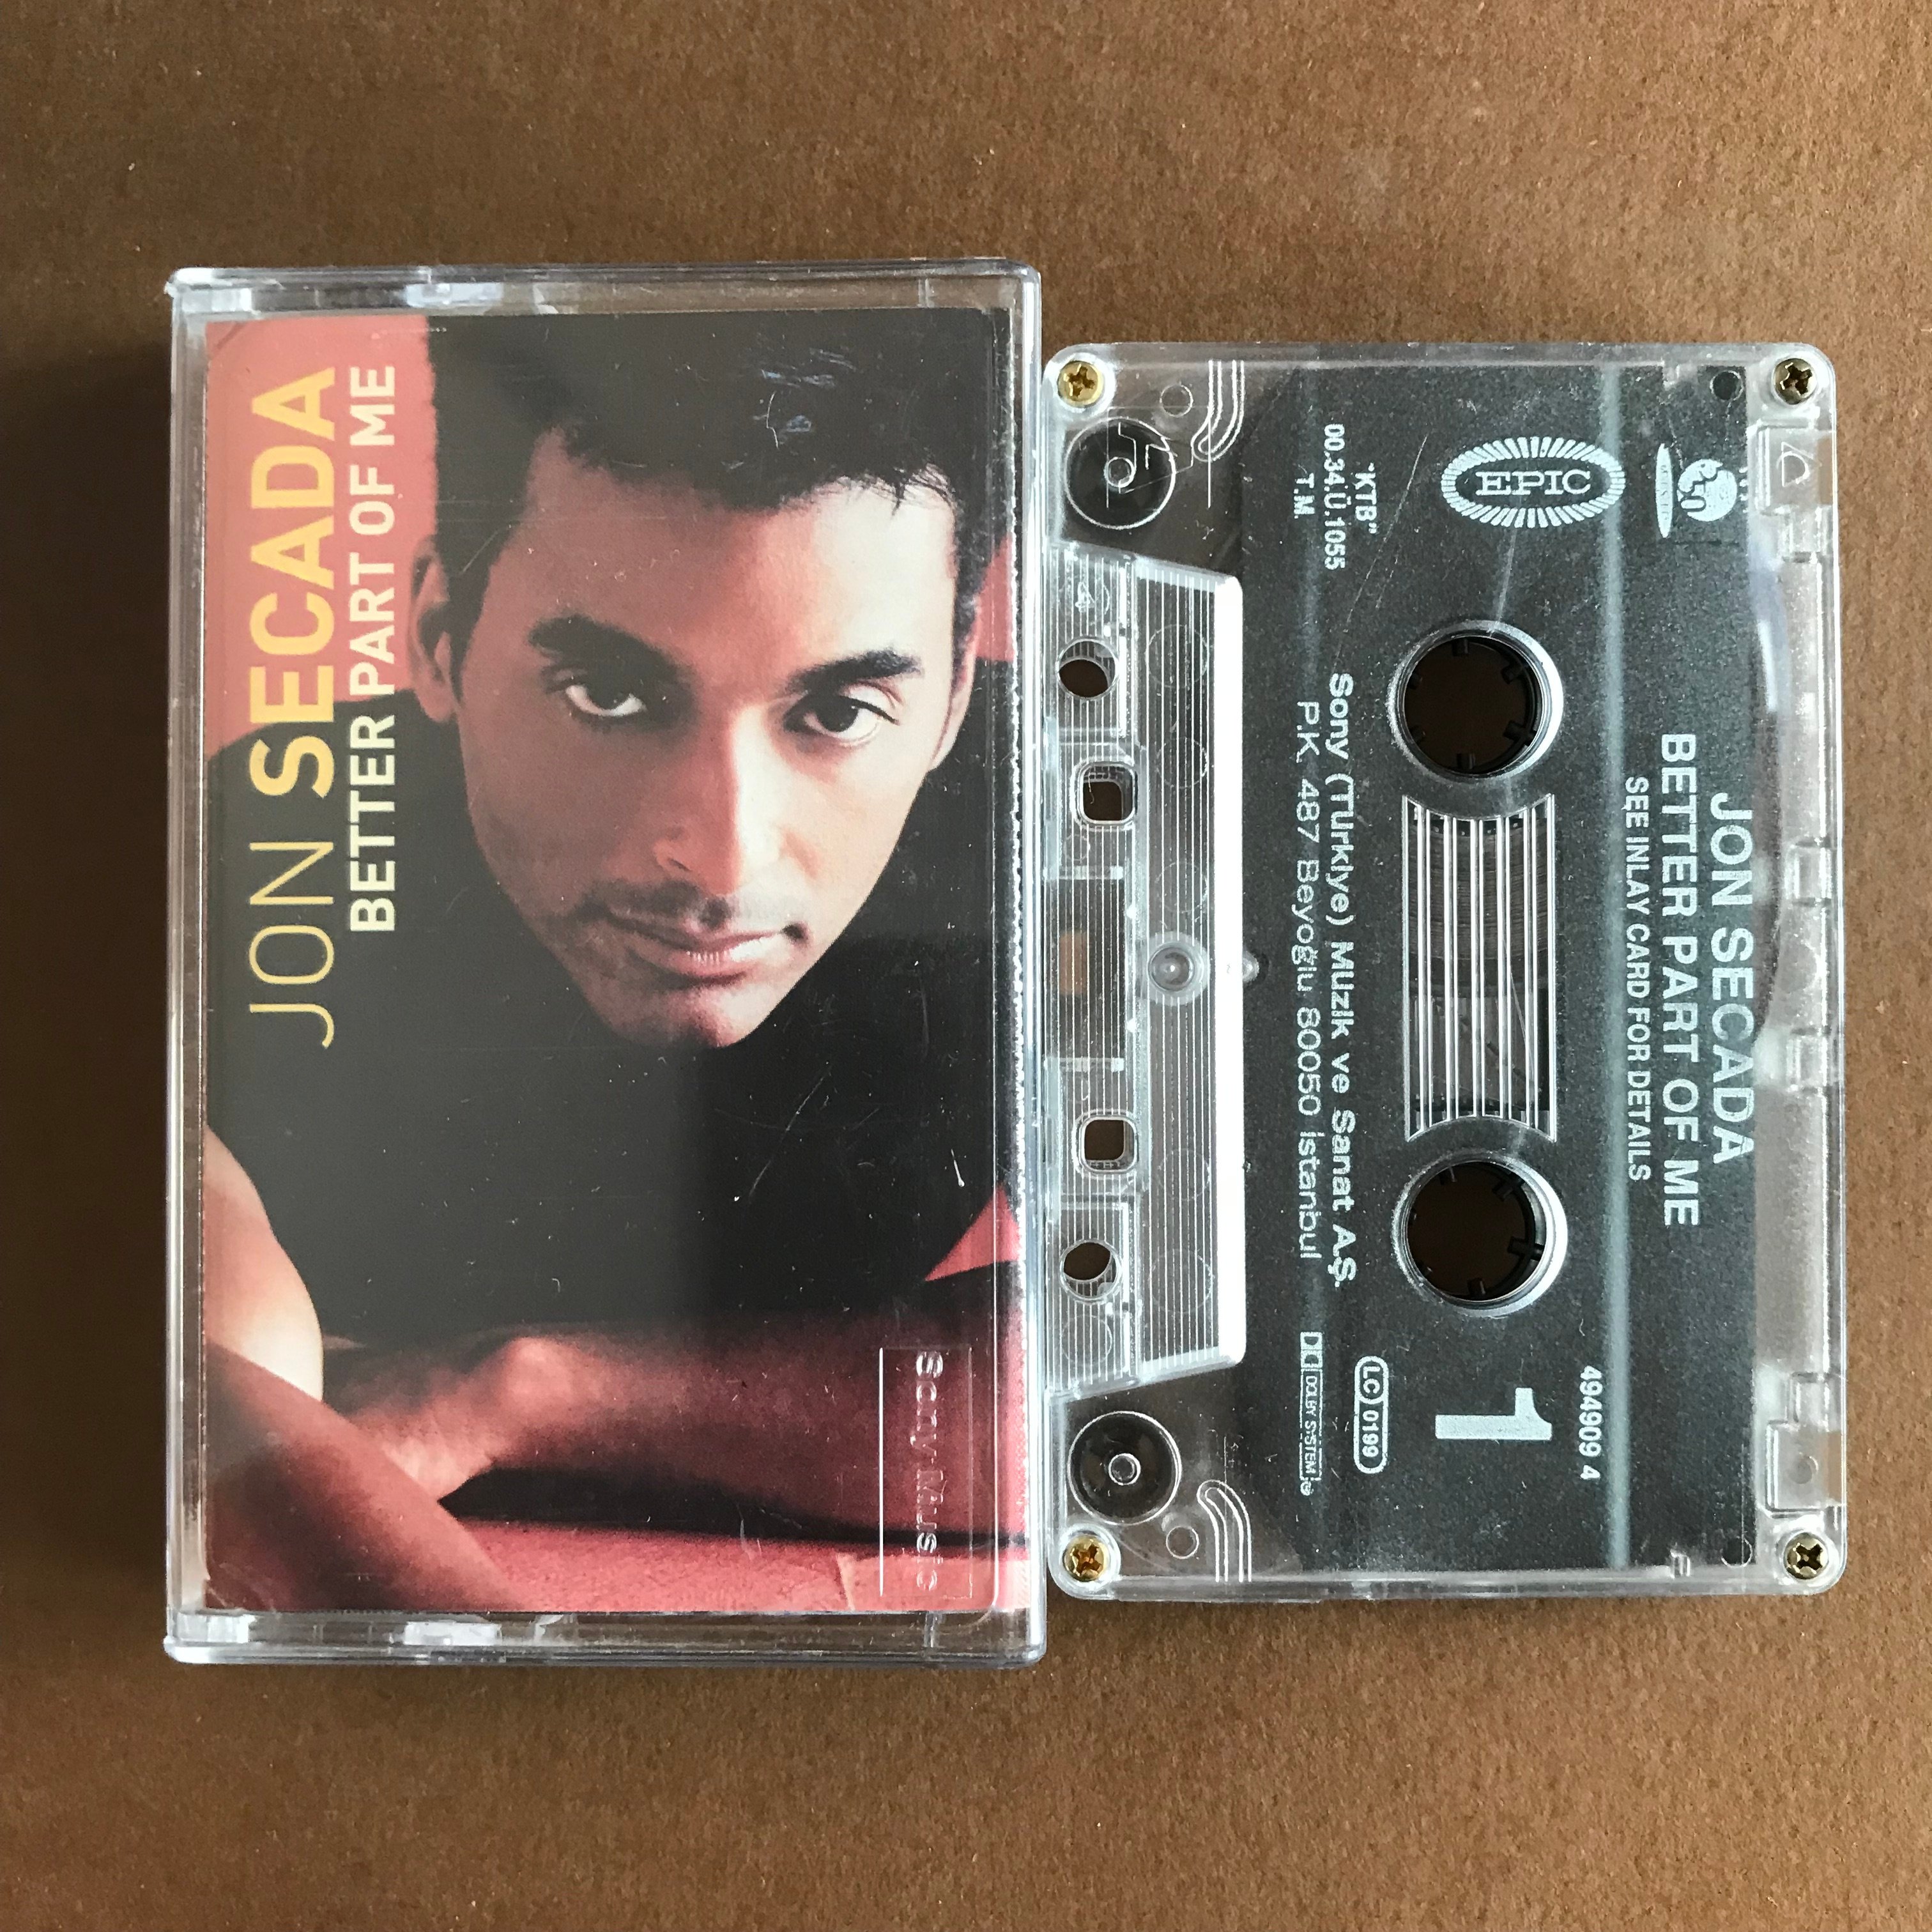 JON SECADA
BETTER PART OF ME
Sony Music
JON SECADA
BETTER PART OF ME
SEE INLAY CARD FOR DETAILS
EPIC
494909 4
1
LC 0199
"KTB"
00.34.Ü.1055
T.M.
Sony (Türkiye) Müzik ve Sanat A.Ş.
P.K. 487 Beyoğlu 80050 istanbul
DOLBY SYSTEM